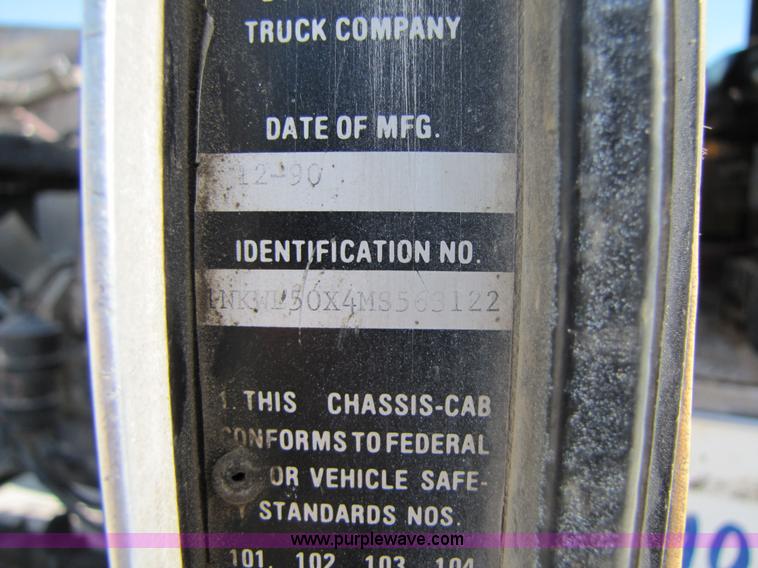 TRUCK COMPANY
DATE OF MFG.
12-90
IDENTIFICATION NO.
1NKWL50X4MS563122
1. THIS CHASSIS-CAB
CONFORMS TO FEDERAL
OR VEHICLE SAFE-
Y STANDARDS NOS.
www.purplewave.com
101, 102, 103, 104